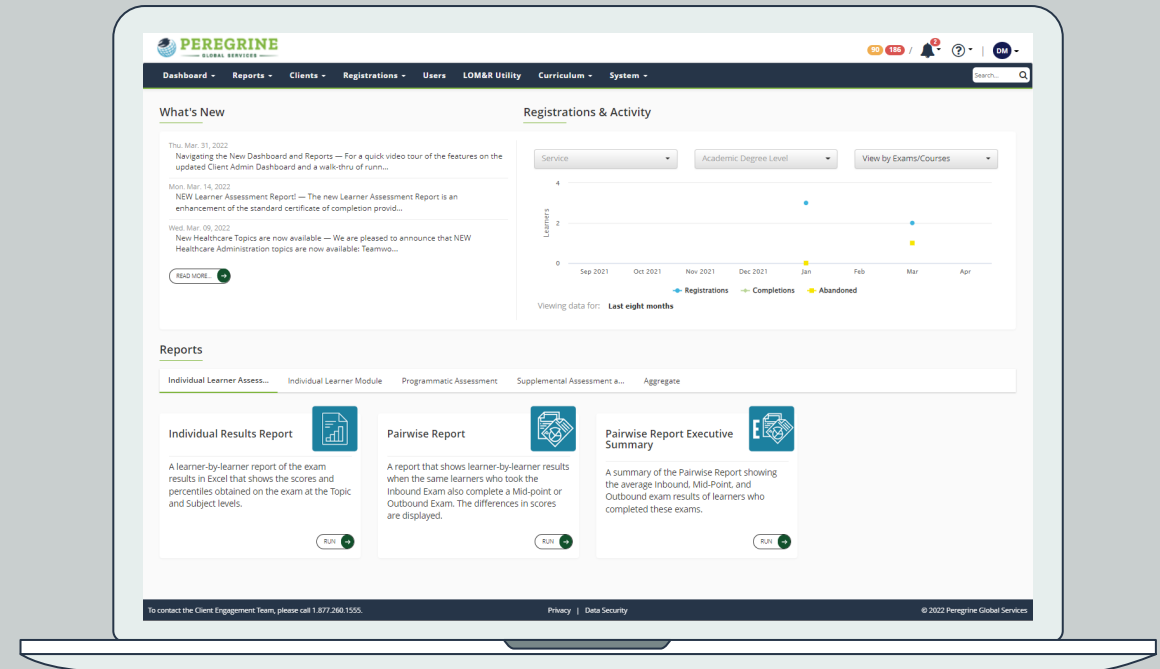 PEREGRINE
GLOBAL SERVICES
90 186 / 2 ? | DM
Dashboard Reports Clients Registrations Users LOM&R Utility Curriculum System Search...
What's New
Thu. Mar. 31, 2022
Navigating the New Dashboard and Reports — For a quick video tour of the features on the
updated Client Admin Dashboard and a walk-thru of runn...
Mon. Mar. 14, 2022
NEW Learner Assessment Report! — The new Learner Assessment Report is an
enhancement of the standard certificate of completion provid...
Wed. Mar. 09, 2022
New Healthcare Topics are now available — We are pleased to announce that NEW
Healthcare Administration topics are now available: Teamwo...
READ MORE...
Registrations & Activity
Service Academic Degree Level View by Exams/Courses
4
2
0
Learners
Sep 2021 Oct 2021 Nov 2021 Dec 2021 Jan Feb Mar Apr
Registrations Completions Abandoned
Viewing data for: Last eight months
Reports
Individual Learner Assess... Individual Learner Module Programmatic Assessment Supplemental Assessment a... Aggregate
Individual Results Report
A learner-by-learner report of the exam
results in Excel that shows the scores and
percentiles obtained on the exam at the Topic
and Subject levels.
RUN
Pairwise Report
A report that shows learner-by-learner results
when the same learners who took the
Inbound Exam also complete a Mid-point or
Outbound Exam. The differences in scores
are displayed.
RUN
Pairwise Report Executive
Summary
E
A summary of the Pairwise Report showing
the average Inbound, Mid-Point, and
Outbound exam results of learners who
completed these exams.
RUN
To contact the Client Engagement Team, please call 1.877.260.1555. Privacy | Data Security © 2022 Peregrine Global Services